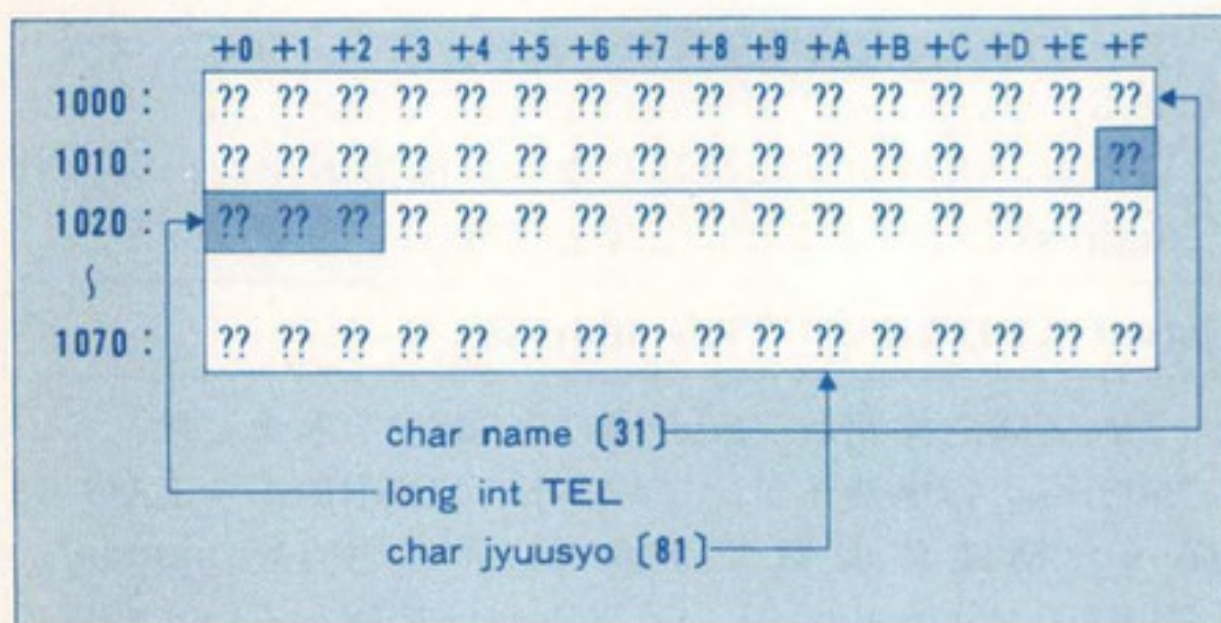 +0 +1 +2 +3 +4 +5 +6 +7 +8 +9 +A +B +C +D +E +F
1000 : ?? ?? ?? ?? ?? ?? ?? ?? ?? ?? ?? ?? ?? ?? ?? ??
1010 : ?? ?? ?? ?? ?? ?? ?? ?? ?? ?? ?? ?? ?? ?? ?? ??
1020 : ?? ?? ?? ?? ?? ?? ?? ?? ?? ?? ?? ?? ?? ?? ?? ??
∫
1070 : ?? ?? ?? ?? ?? ?? ?? ?? ?? ?? ?? ?? ?? ?? ?? ??
char name [31]
long int TEL
char jyuusyo [81]